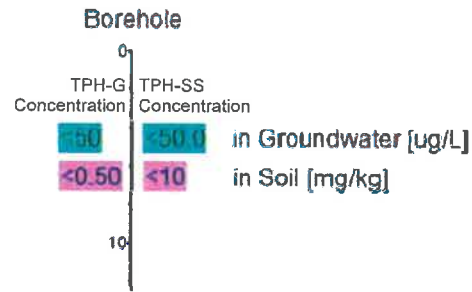 Borehole
0
TPH-G TPH-SS
Concentration Concentration
<50 <50.0 in Groundwater [ug/L]
<0.50 <10 in Soil [mg/kg]
10